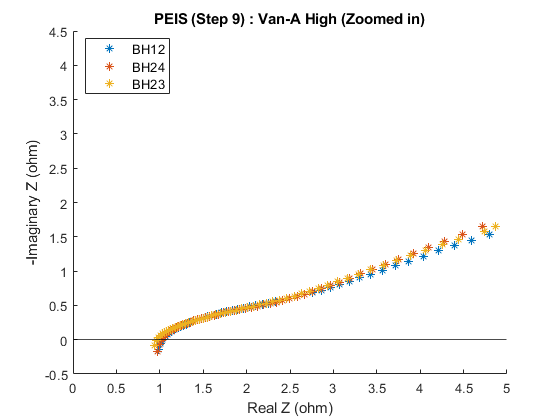 PEIS (Step 9) : Van-A High (Zoomed in)
4.5
4
3.5
3
2.5
2
1.5
1
0.5
0
-0.5
-Imaginary Z (ohm)
BH12
BH24
BH23
0 0.5 1 1.5 2 2.5 3 3.5 4 4.5 5
Real Z (ohm)